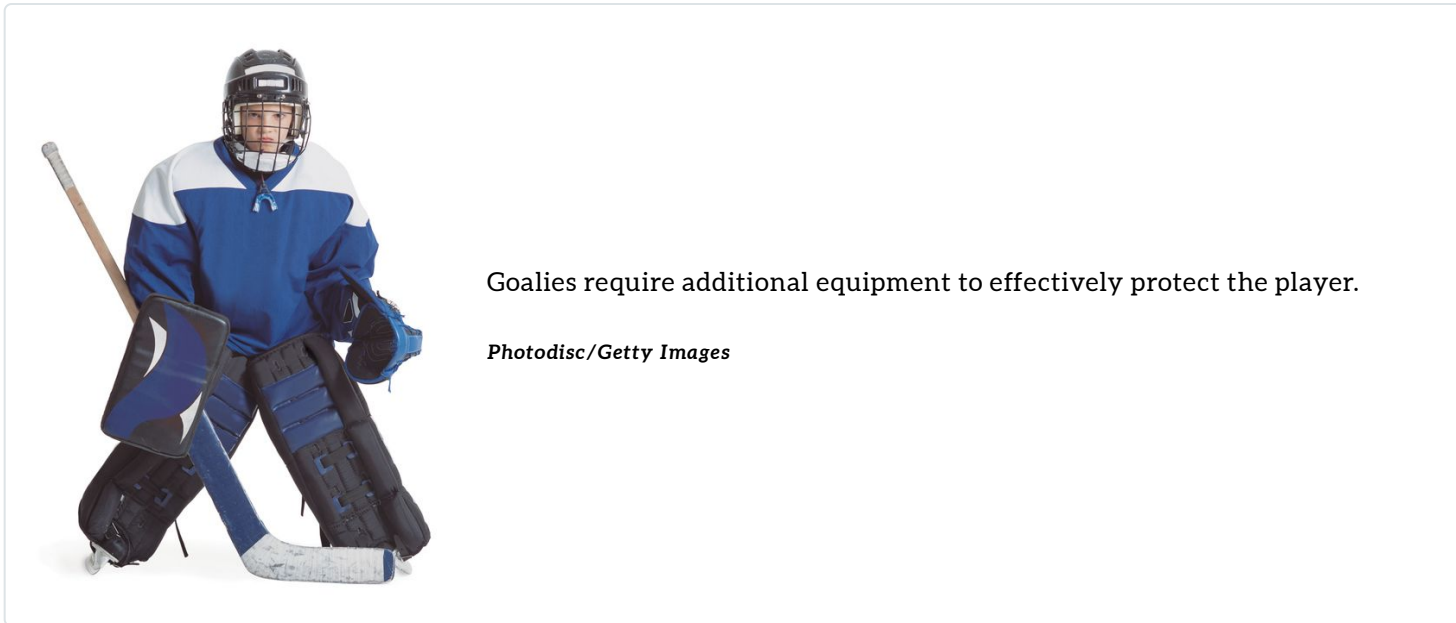 Goalies require additional equipment to effectively protect the player.
Photodisc/Getty Images